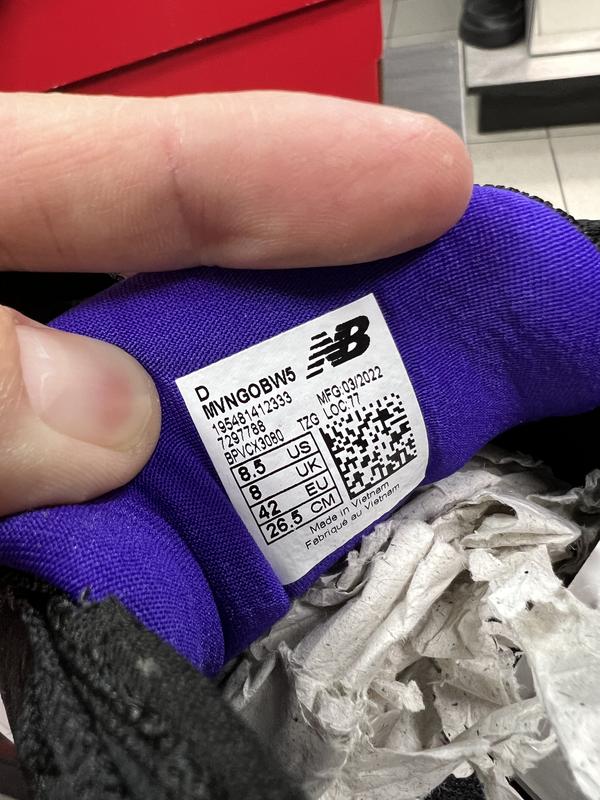 NB
D
MVNGOBW5
195481412333
7297788
BPVCX3080 TZG
MFG:03/2022
LOC:77
8.5 US
8 UK
42 EU
26.5 CM
Made in Vietnam
Fabriqué au Vietnam